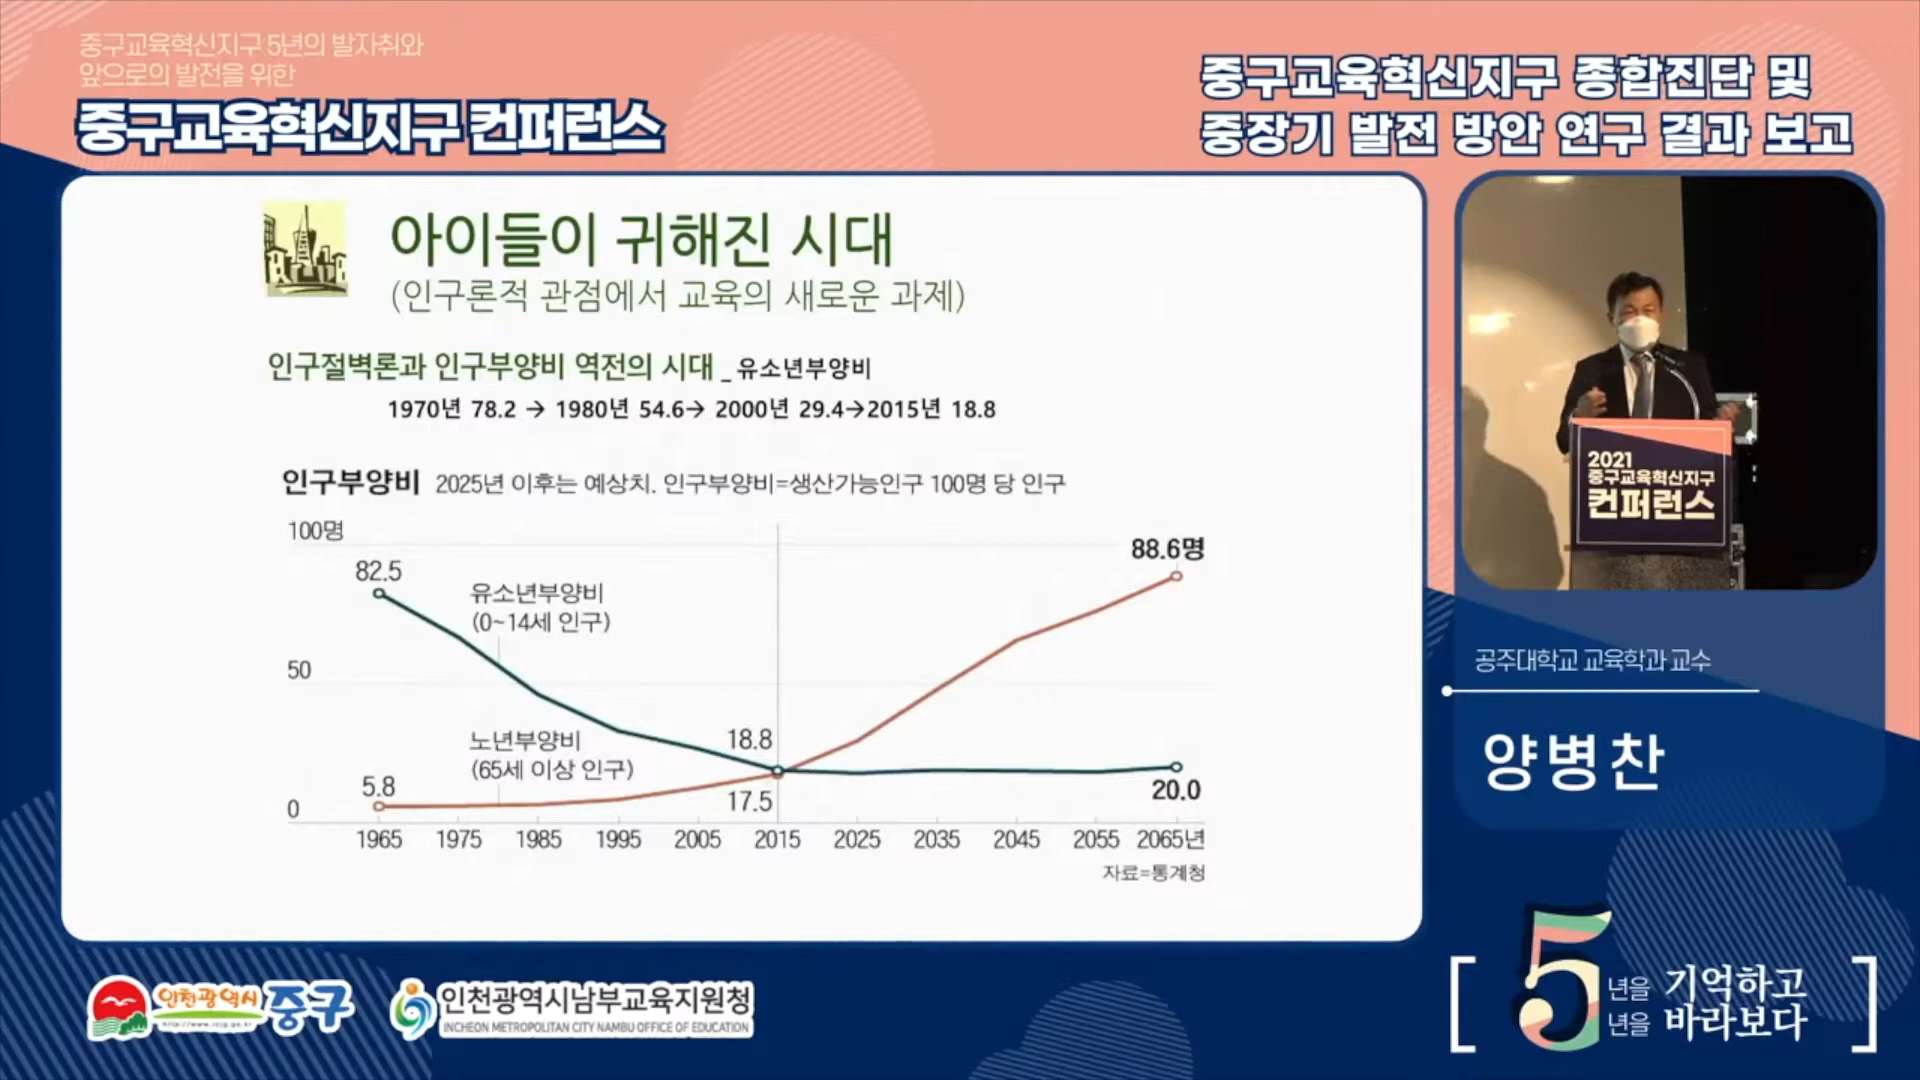 중구교육혁신지구 5년의 발자취와
앞으로의 발전을 위한
중구교육혁신지구 컨퍼런스
중구교육혁신지구 종합진단 및
중장기 발전 방안 연구 결과 보고
아이들이 귀해진 시대
(인구론적 관점에서 교육의 새로운 과제)
인구절벽론과 인구부양비 역전의 시대 _ 유소년부양비
1970년 78.2 → 1980년 54.6→ 2000년 29.4→2015년 18.8
인구부양비 2025년 이후는 예상치. 인구부양비=생산가능인구 100명 당 인구
100명
88.6명
82.5
유소년부양비
(0~14세 인구)
50
18.8
노년부양비
(65세 이상 인구)
5.8
17.5
20.0
0
1965 1975 1985 1995 2005 2015 2025 2035 2045 2055 2065년
자료=통계청
2021
중구교육혁신지구
컨퍼런스
공주대학교 교육학과 교수
양병찬
인천광역시 중구
인천광역시남부교육지원청
INCHEON METROPOLITAN CITY NAMBU OFFICE OF EDUCATION
5 년을 기억하고
년을 바라보다